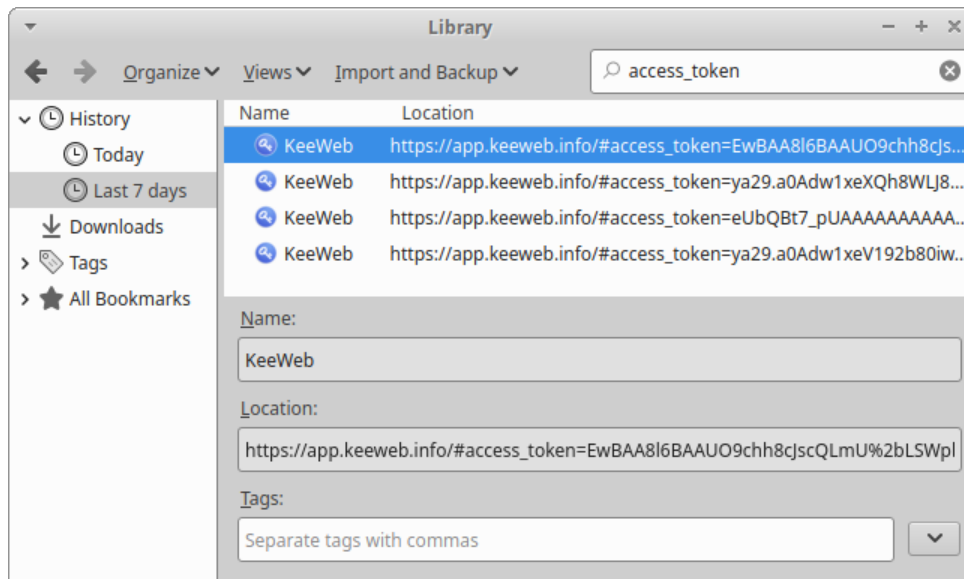 Library
Organize Views Import and Backup access_token
History
Today
Last 7 days
Downloads
Tags
All Bookmarks
Name Location
KeeWeb https://app.keeweb.info/#access_token=EwBAA8l6BAAUO9chh8cJs...
KeeWeb https://app.keeweb.info/#access_token=ya29.a0Adw1xeXQh8WLJ8...
KeeWeb https://app.keeweb.info/#access_token=eUbQBt7_pUAAAAAAAAAA...
KeeWeb https://app.keeweb.info/#access_token=ya29.a0Adw1xeV192b80iw...
Name:
KeeWeb
Location:
https://app.keeweb.info/#access_token=EwBAA8l6BAAUO9chh8cJscQLmU%2bLSWpl
Tags:
Separate tags with commas